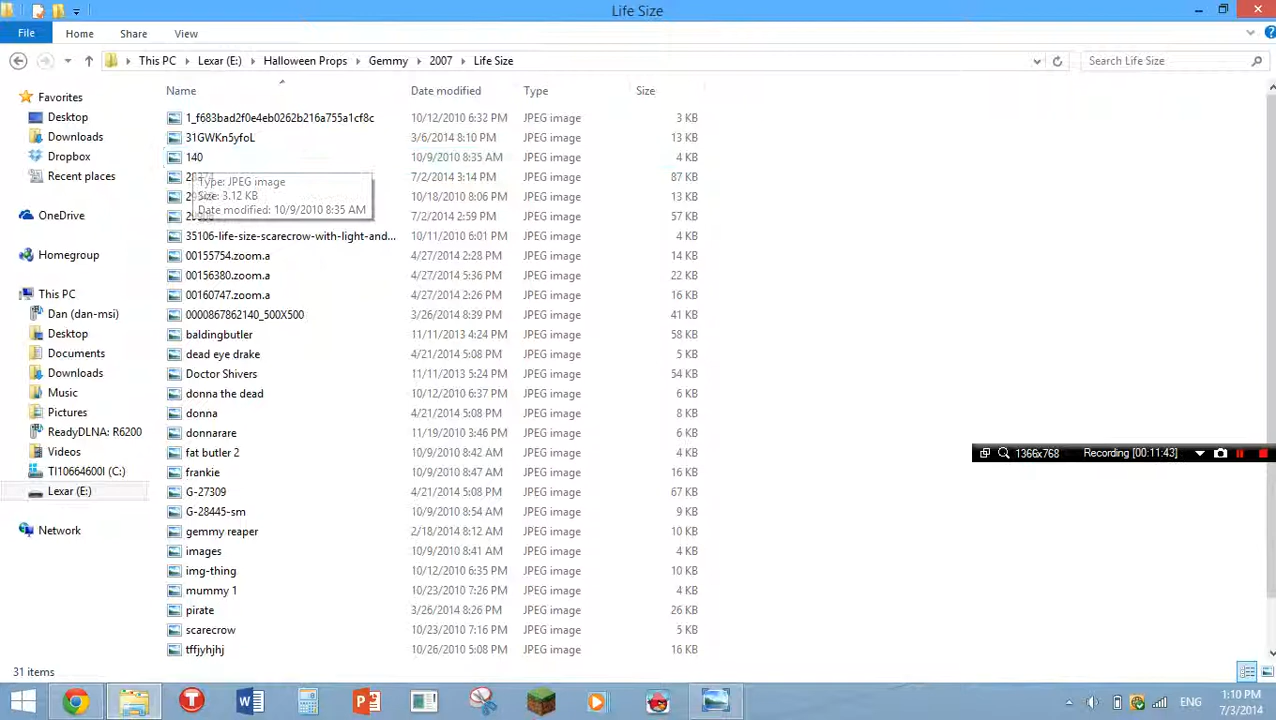 Life Size
File Home Share View
This PC Lexar (E:) Halloween Props Gemmy 2007 Life Size
Search Life Size
Name Date modified Type Size
Favorites
Desktop
Downloads
Dropbox
Recent places
OneDrive
Homegroup
This PC
Dan (dan-msi)
Desktop
Documents
Downloads
Music
Pictures
ReadyDLNA: R6200
Videos
TI10664600I (C:)
Lexar (E:)
Network
1_f683bad2f0e4eb0262b216a755a1cf8c 10/12/2010 6:32 PM JPEG image 3 KB
31GWKn5yfoL 3/6/2014 8:10 PM JPEG image 13 KB
140 10/9/2010 8:35 AM JPEG image 4 KB
7/2/2014 3:14 PM JPEG image 87 KB
10/18/2010 8:06 PM JPEG image 13 KB
7/2/2014 2:59 PM JPEG image 57 KB
Type: JPEG image
Size: 3.12 KB
Date modified: 10/9/2010 8:35 AM
35106-life-size-scarecrow-with-light-and... 10/11/2010 6:01 PM JPEG image 4 KB
00155754.zoom.a 4/27/2014 2:28 PM JPEG image 14 KB
00156380.zoom.a 4/27/2014 5:36 PM JPEG image 22 KB
00160747.zoom.a 4/27/2014 2:26 PM JPEG image 16 KB
0000867862140_500X500 3/26/2014 8:39 PM JPEG image 41 KB
baldingbutler 11/11/2013 4:24 PM JPEG image 58 KB
dead eye drake 4/21/2014 5:08 PM JPEG image 5 KB
Doctor Shivers 11/11/2013 5:24 PM JPEG image 54 KB
donna the dead 10/12/2010 6:37 PM JPEG image 6 KB
donna 4/21/2014 5:08 PM JPEG image 8 KB
donnarare 11/19/2010 3:46 PM JPEG image 6 KB
fat butler 2 10/9/2010 8:42 AM JPEG image 4 KB
frankie 10/9/2010 8:47 AM JPEG image 16 KB
G-27309 4/21/2014 5:08 PM JPEG image 67 KB
G-28445-sm 10/9/2010 8:54 AM JPEG image 9 KB
gemmy reaper 2/18/2014 8:12 AM JPEG image 10 KB
images 10/9/2010 8:41 AM JPEG image 4 KB
img-thing 10/12/2010 6:35 PM JPEG image 10 KB
mummy 1 10/23/2010 7:26 PM JPEG image 4 KB
pirate 3/26/2014 8:26 PM JPEG image 26 KB
scarecrow 10/23/2010 7:16 PM JPEG image 5 KB
tffjyhjhj 10/26/2010 5:08 PM JPEG image 16 KB
1366x768 Recording [00:11:43]
31 items
ENG
1:10 PM
7/3/2014